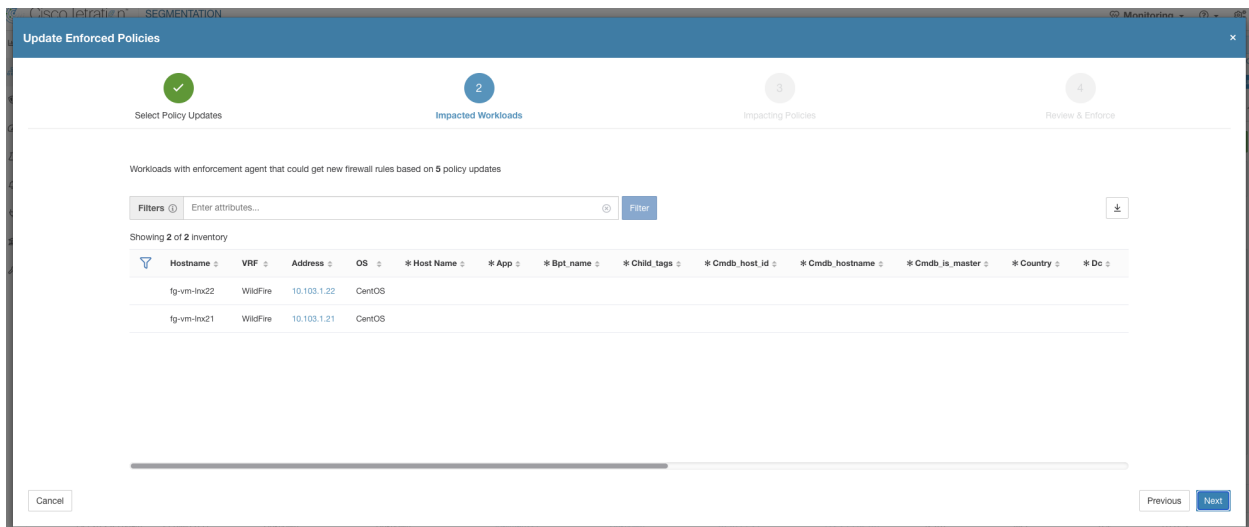 Cisco Tetration SEGMENTATION Monitoring
Update Enforced Policies ×
2 3 4
Select Policy Updates Impacted Workloads Impacting Policies Review & Enforce
Workloads with enforcement agent that could get new firewall rules based on 5 policy updates
Filters Enter attributes... Filter
Showing 2 of 2 inventory
Hostname VRF Address OS * Host Name * App * Bpt_name * Child_tags * Cmdb_host_id * Cmdb_hostname * Cmdb_is_master * Country * Dc
fg-vm-lnx22 WildFire 10.103.1.22 CentOS
fg-vm-lnx21 WildFire 10.103.1.21 CentOS
Cancel Previous Next